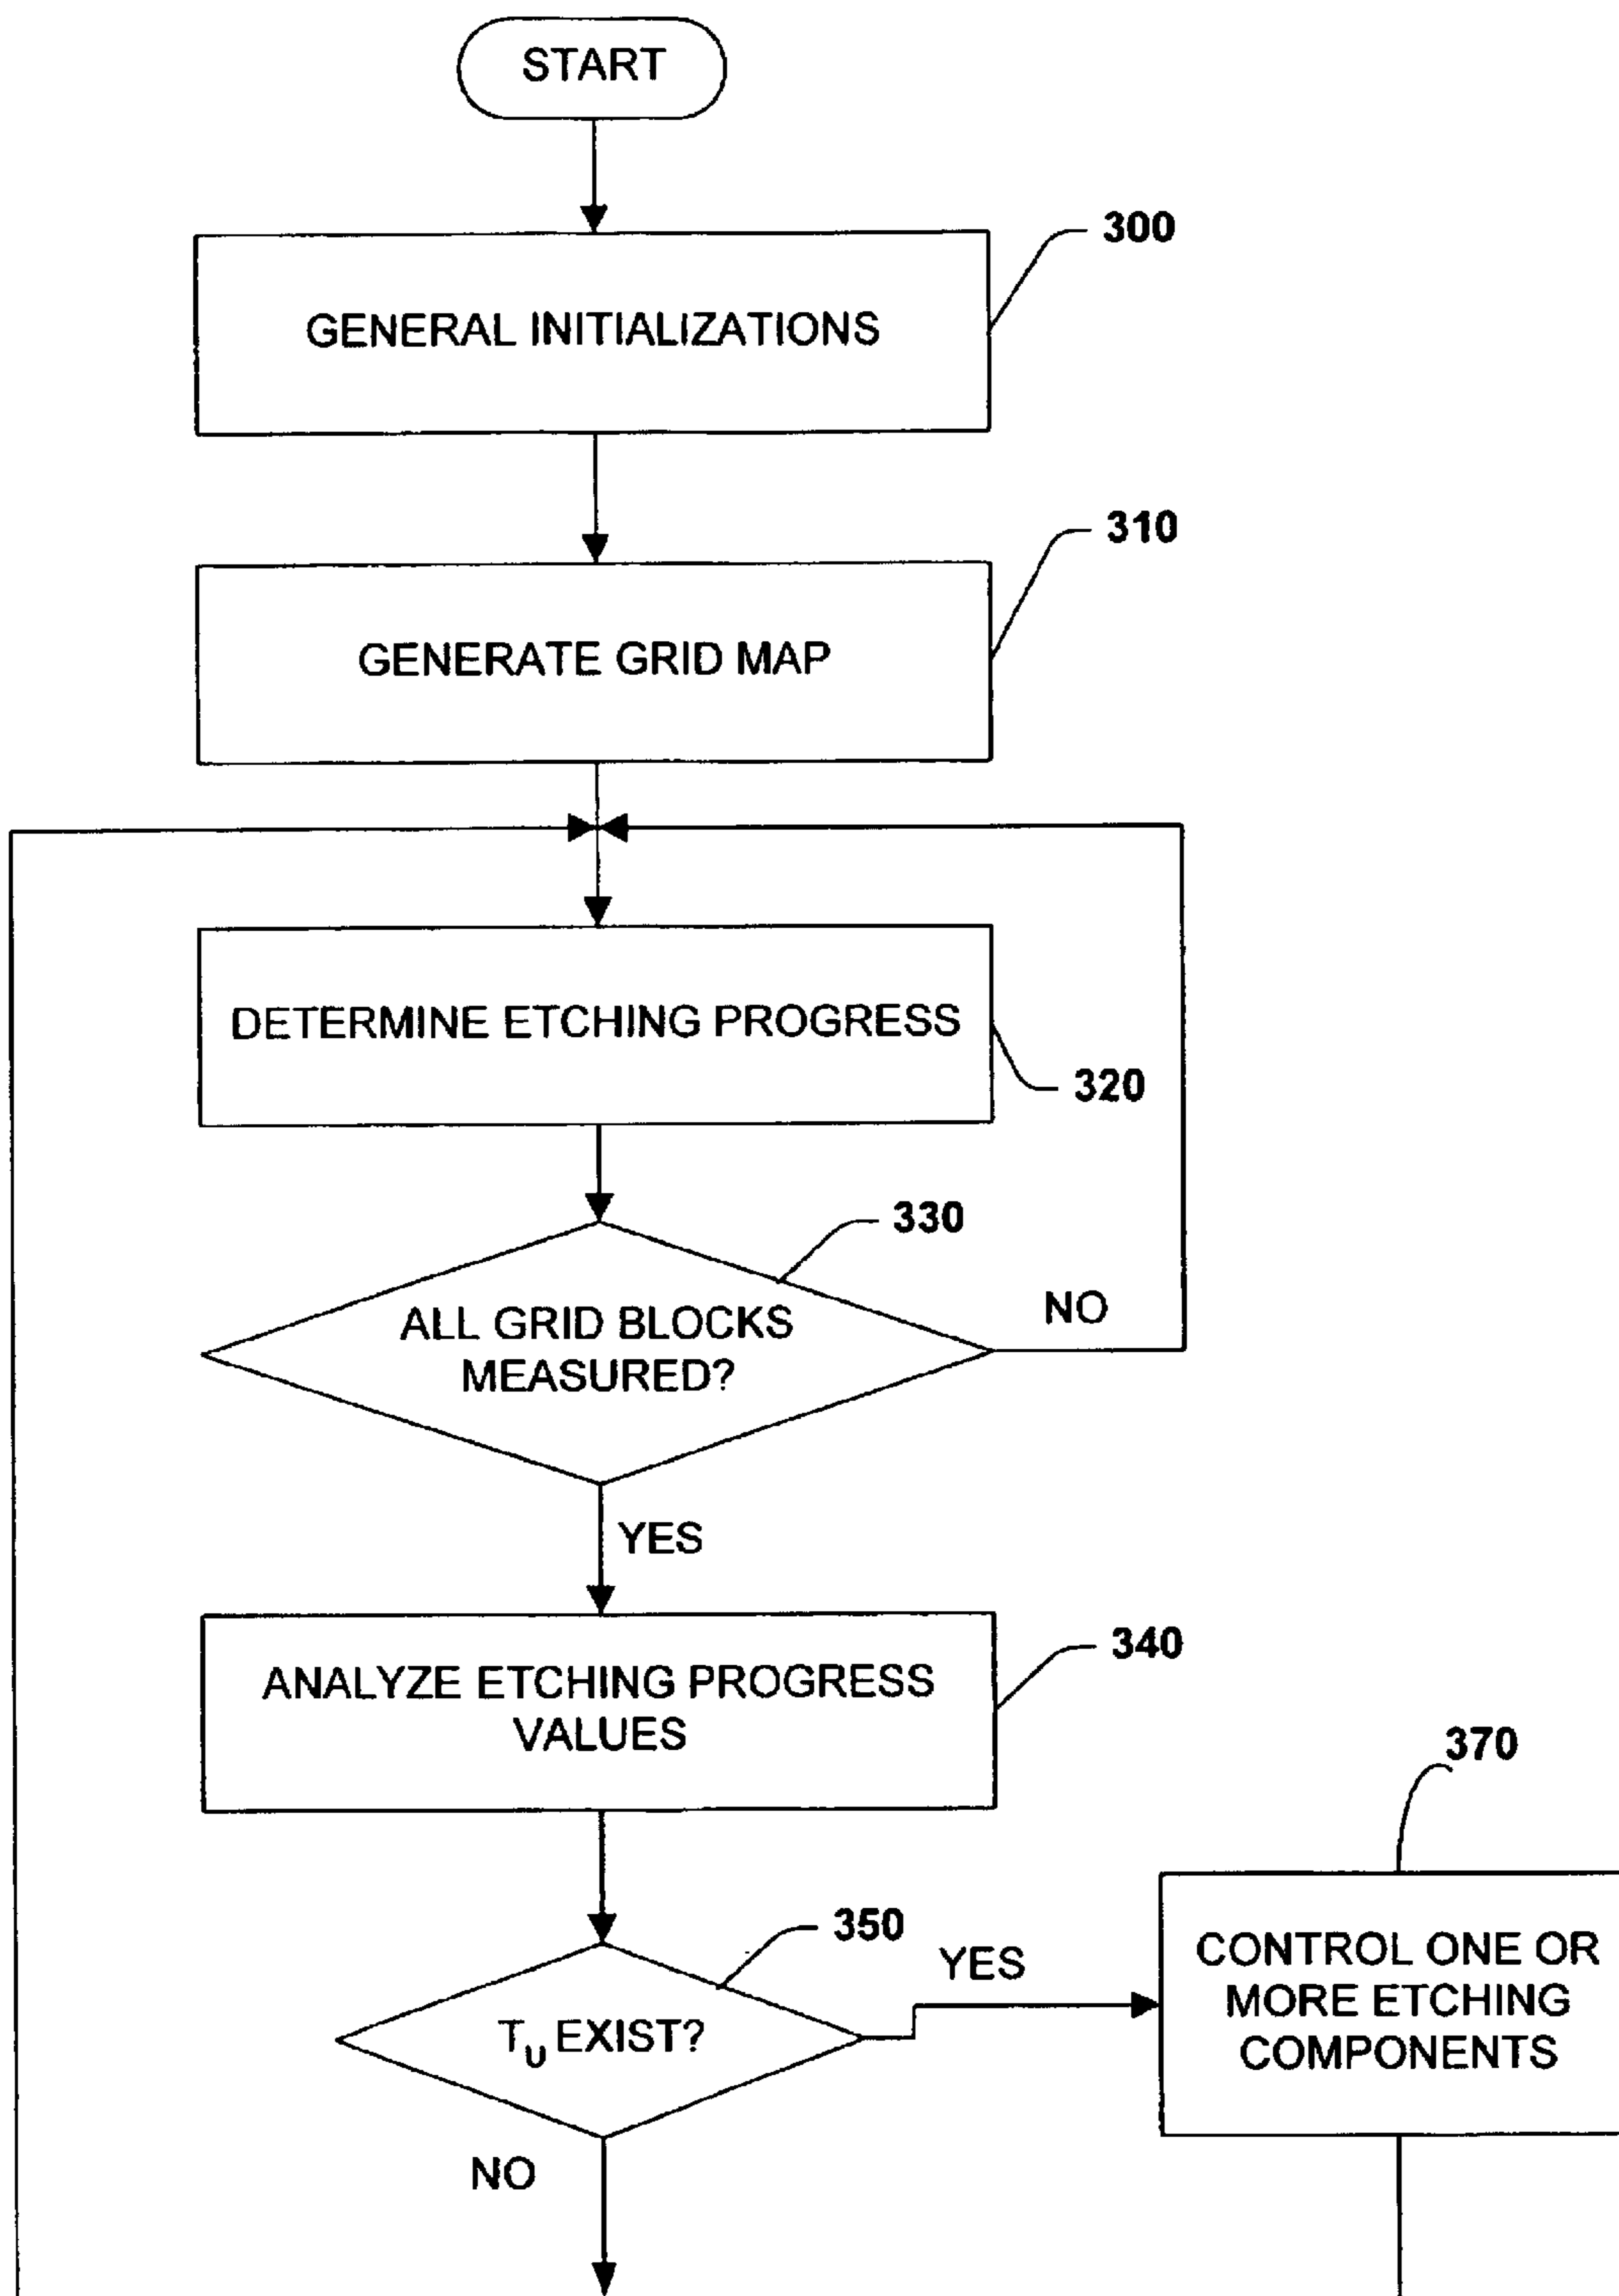 START
300
GENERAL INITIALIZATIONS
310
GENERATE GRID MAP
DETERMINE ETCHING PROGRESS
320
330
ALL GRID BLOCKS
MEASURED?
NO
YES
340
ANALYZE ETCHING PROGRESS
VALUES
370
350
YES
CONTROL ONE OR
MORE ETCHING
COMPONENTS
TU EXIST?
NO